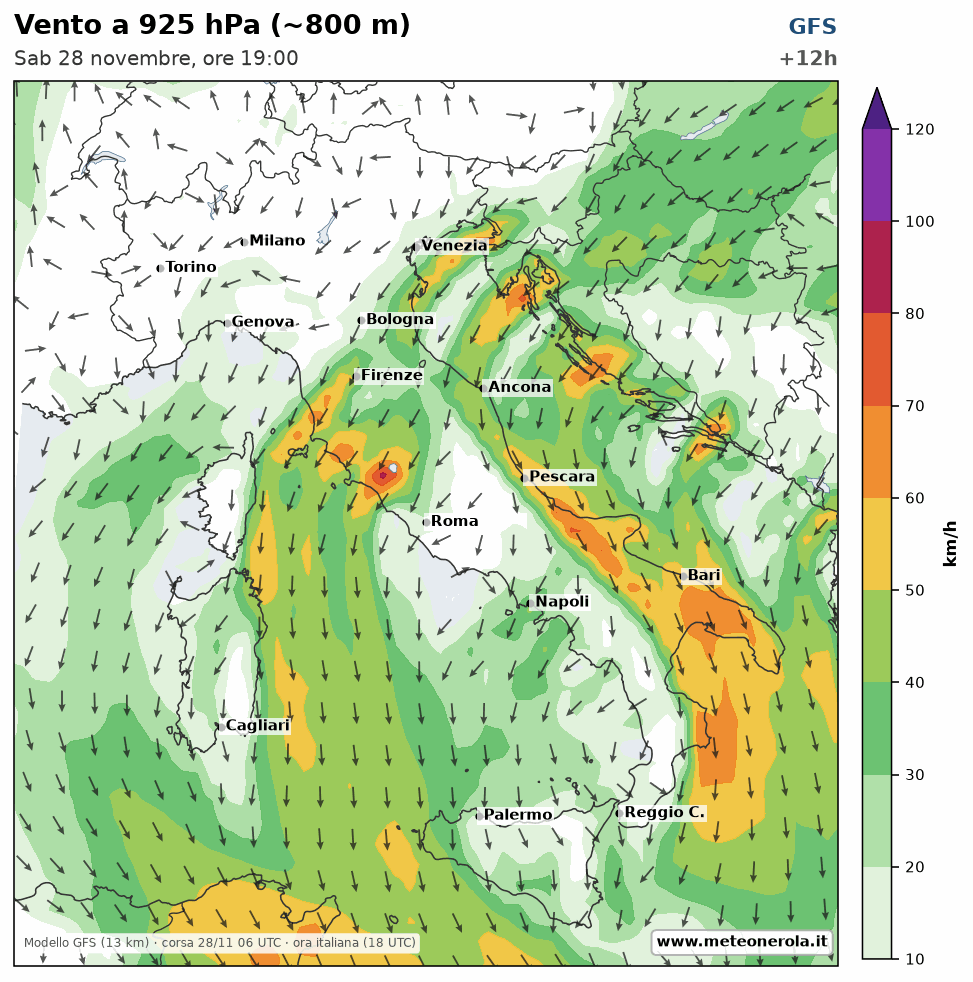 Vento a 925 hPa (~800 m)
GFS
Sab 28 novembre, ore 19:00
+12h
Venezia
Milano
Torino
Genova
Bologna
Firenze
Ancona
Pescara
Roma
Bari
Napoli
Cagliari
Palermo
Reggio C.
Modello GFS (13 km) · corsa 28/11 06 UTC · ora italiana (18 UTC)
www.meteonerola.it
120
100
80
70
60
50
40
30
20
10
km/h